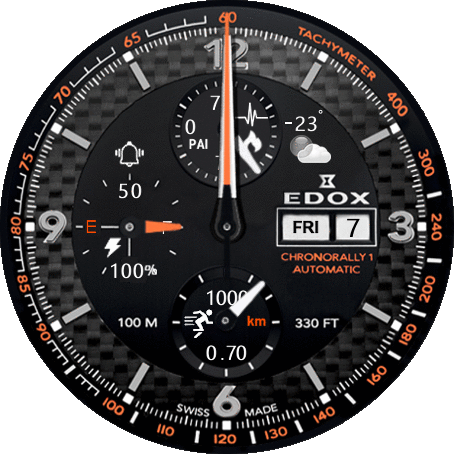 60
65
70
75
80
85
90
100
110
120
130
140
160
180
200
240
300
400
TACHYMETER
12
7
0
PAI
-23°
50
E
F
100%
EDOX
FRI 7
CHRONORALLY 1
AUTOMATIC
9
3
100 M
1000
km
330 FT
0.70
6
SWISS MADE